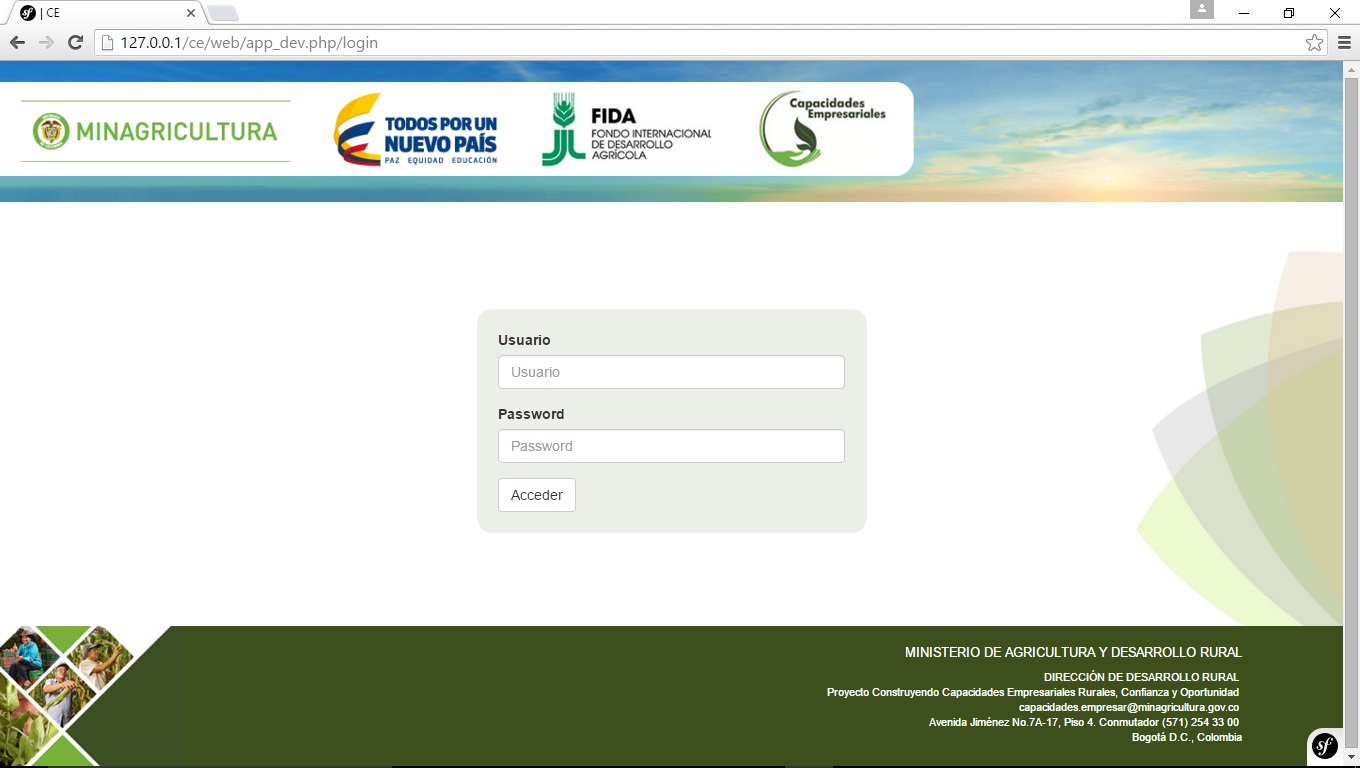 | CE
127.0.0.1/ce/web/app_dev.php/login
MINAGRICULTURA
TODOS POR UN
NUEVO PAÍS
PAZ EQUIDAD EDUCACIÓN
FIDA
FONDO INTERNACIONAL
DE DESARROLLO
AGRÍCOLA
Capacidades
Empresariales
Usuario
Usuario
Password
Password
Acceder
MINISTERIO DE AGRICULTURA Y DESARROLLO RURAL
DIRECCIÓN DE DESARROLLO RURAL
Proyecto Construyendo Capacidades Empresariales Rurales, Confianza y Oportunidad
capacidades.empresar@minagricultura.gov.co
Avenida Jiménez No.7A-17, Piso 4. Conmutador (571) 254 33 00
Bogotá D.C., Colombia
sf